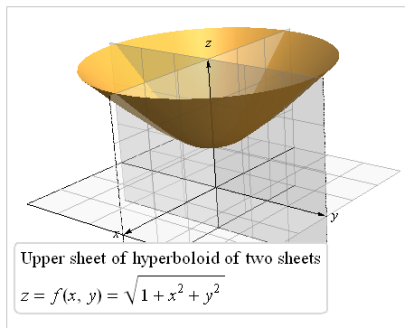 z
y
x
Upper sheet of hyperboloid of two sheets
z = f(x, y) = √(1 + x² + y²)